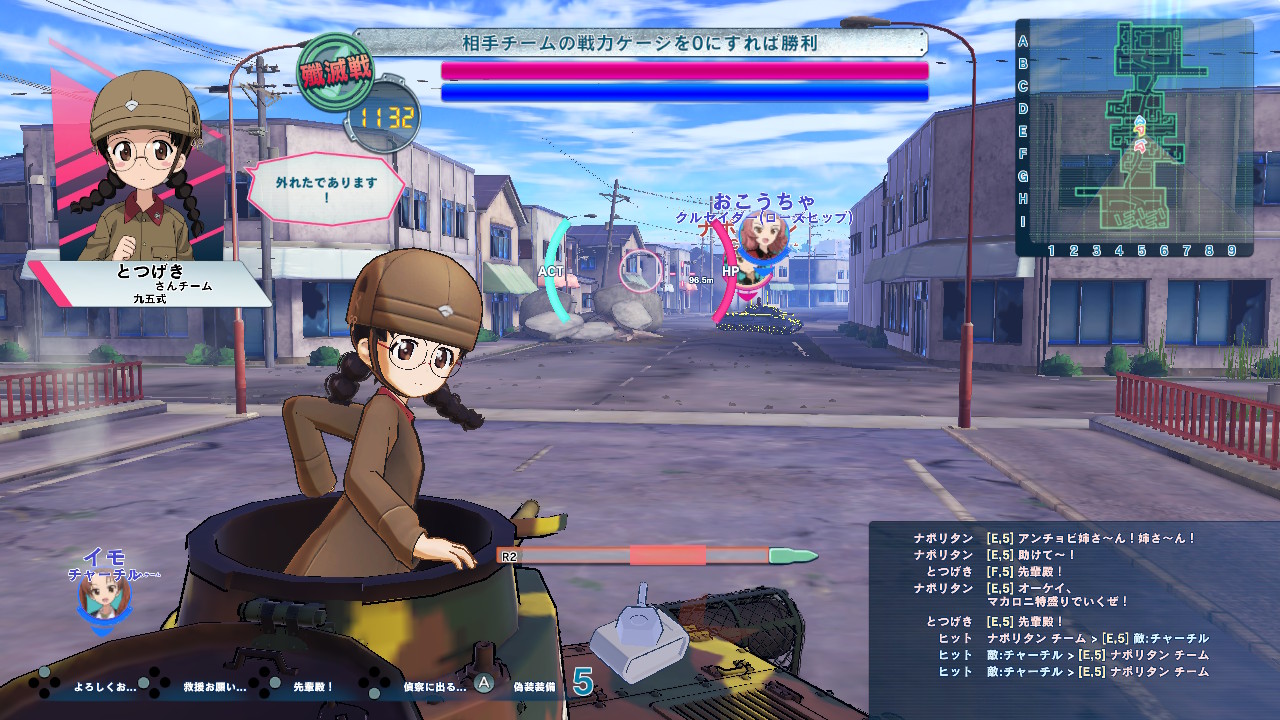 相手チームの戦力ゲージを0にすれば勝利
殲滅戦
1132
外れたであります
！
とつげき
さんチーム
九五式
おこうちゃ
クルセイダー(ローズヒップ)
ACT
HP
96.5m
A
B
C
D
E
F
G
H
I
1 2 3 4 5 6 7 8 9
イモ
チャーチル
R2
ナポリタン [E,5] アンチョビ姉さ～ん！姉さ～ん！
ナポリタン [E,5] 助けて～！
とつげき [F,5] 先輩殿！
ナポリタン [E,5] オーケイ、
マカロニ特盛りでいくぜ！
とつげき [E,5] 先輩殿！
ヒット ナポリタン チーム > [E,5] 敵:チャーチル
ヒット 敵:チャーチル > [E,5] ナポリタン チーム
ヒット 敵:チャーチル > [E,5] ナポリタン チーム
よろしくお... 救援お願い... 先輩殿！ 偵察に出る... A 偽装装備 5